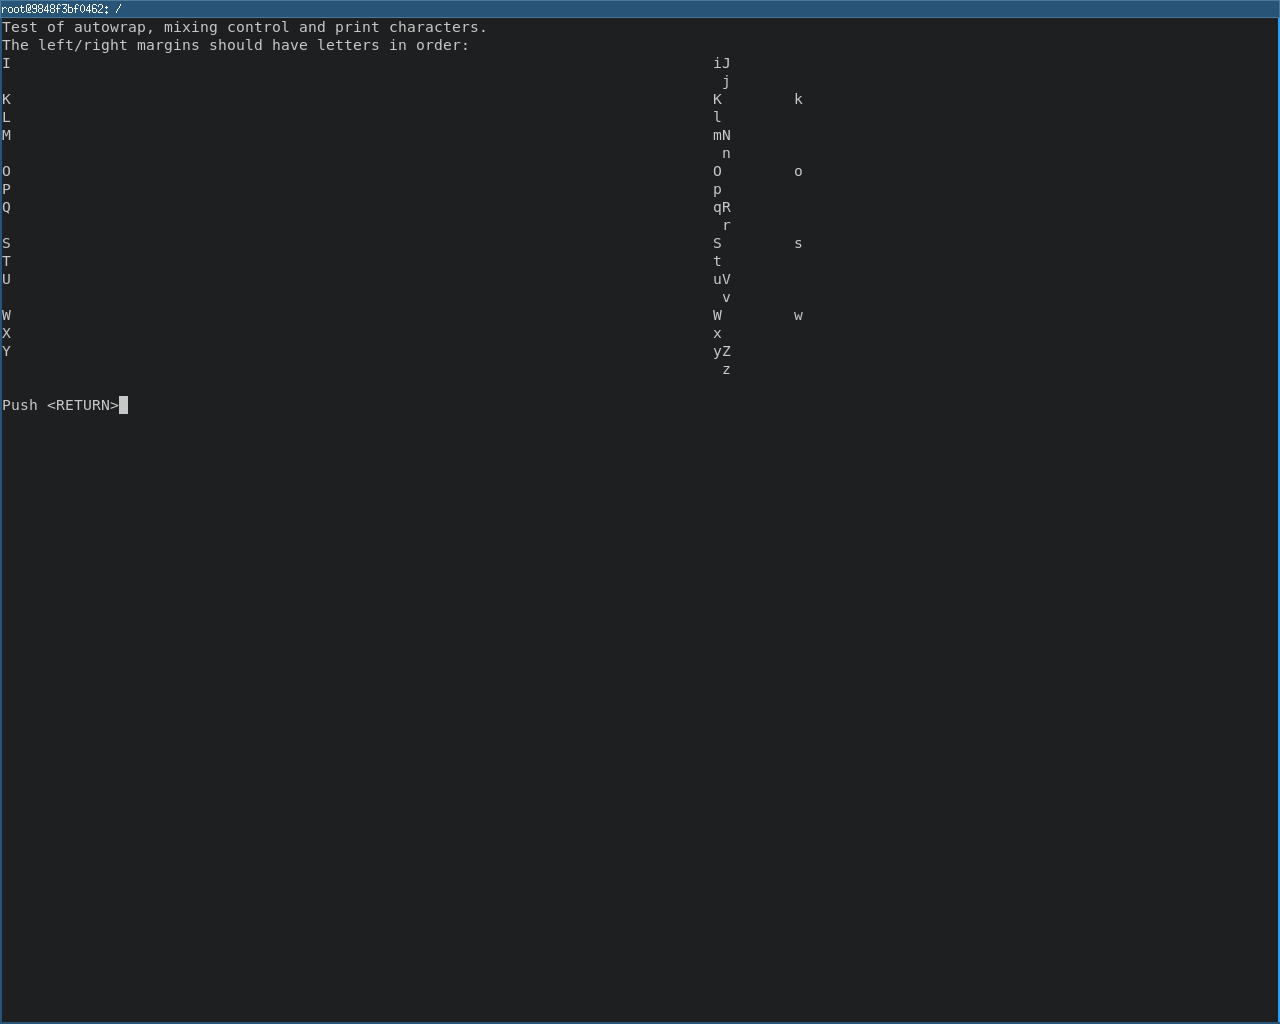 root@9848f3bf0462: /
Test of autowrap, mixing control and print characters.
The left/right margins should have letters in order:
I                                                                              iJ
                                                                                j
K                                                                              K        k
L                                                                              l
M                                                                              mN
                                                                                n
O                                                                              O        o
P                                                                              p
Q                                                                              qR
                                                                                r
S                                                                              S        s
T                                                                              t
U                                                                              uV
                                                                                v
W                                                                              W        w
X                                                                              x
Y                                                                              yZ
                                                                                z
Push <RETURN>